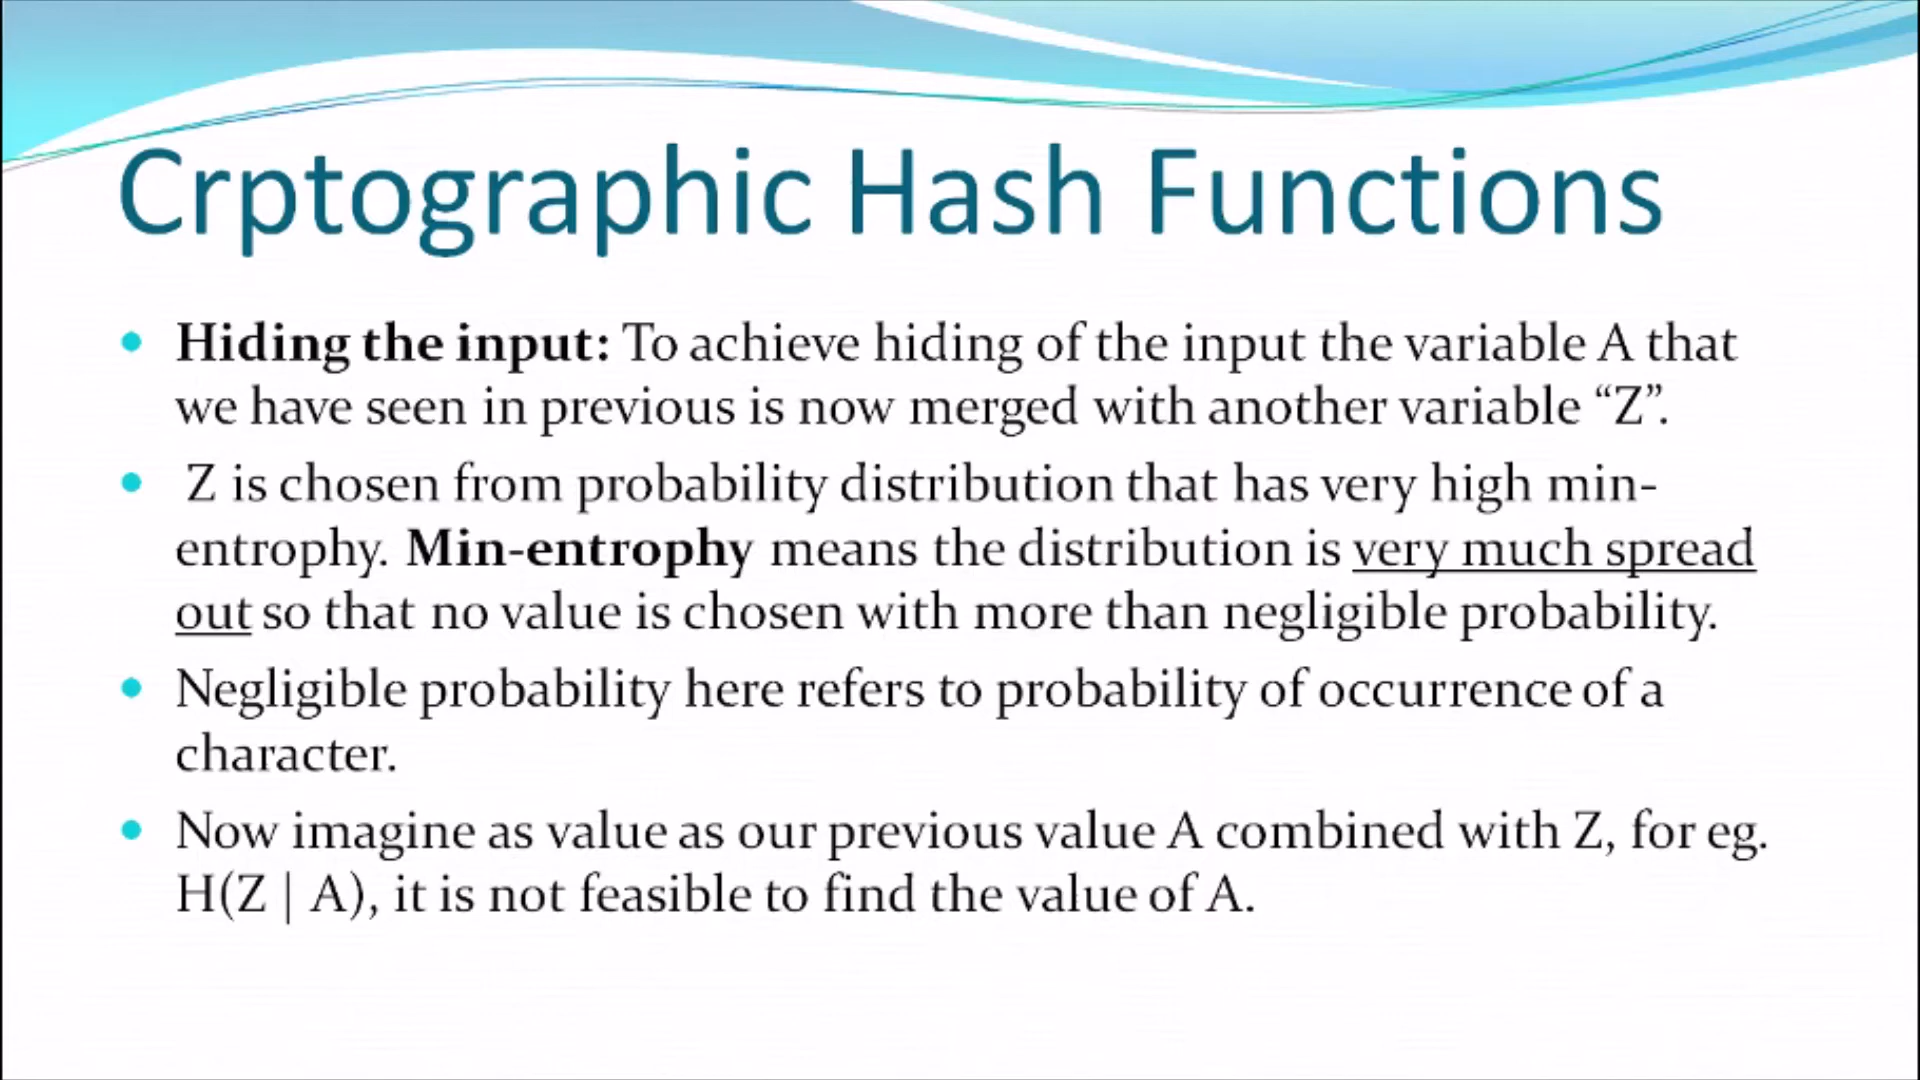 Crptographic Hash Functions
• Hiding the input: To achieve hiding of the input the variable A that
we have seen in previous is now merged with another variable “Z”.
• Z is chosen from probability distribution that has very high min-
entrophy. Min-entrophy means the distribution is very much spread
out so that no value is chosen with more than negligible probability.
• Negligible probability here refers to probability of occurrence of a
character.
• Now imagine as value as our previous value A combined with Z, for eg.
H(Z | A), it is not feasible to find the value of A.